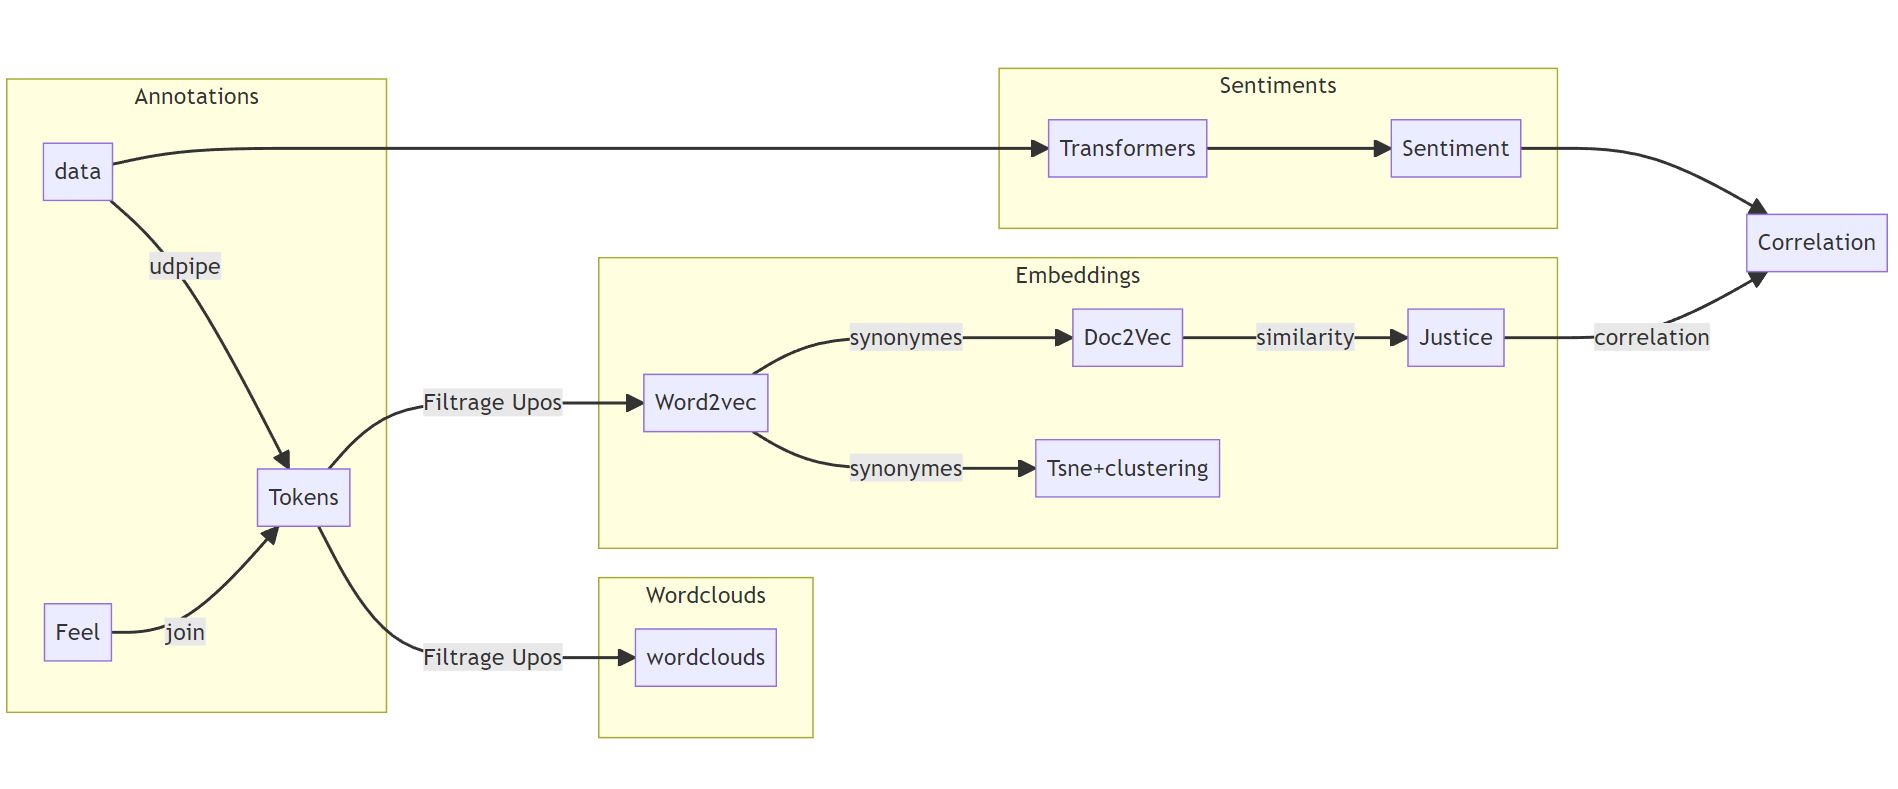 Annotations
data
udpipe
Tokens
Feel
join
Filtrage Upos
Filtrage Upos
Sentiments
Transformers
Sentiment
Embeddings
Word2vec
synonymes
Doc2Vec
similarity
Justice
synonymes
Tsne+clustering
Wordclouds
wordclouds
correlation
Correlation